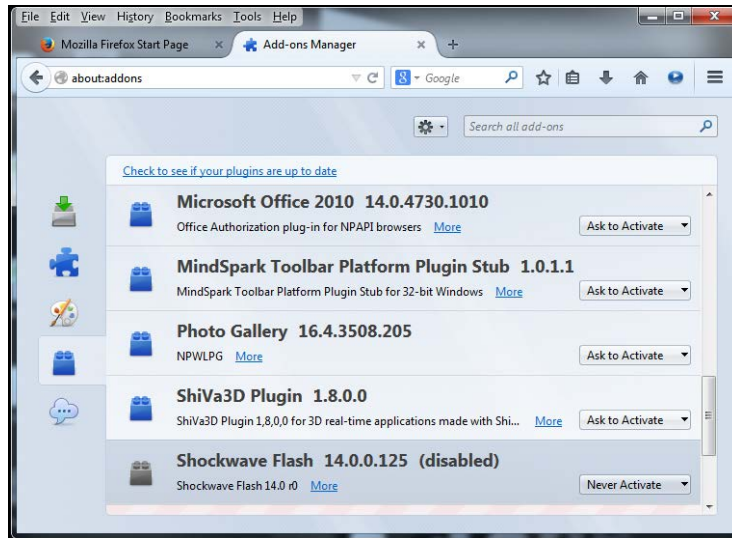 File Edit View History Bookmarks Tools Help
Mozilla Firefox Start Page × Add-ons Manager × +
about:addons Google
Search all add-ons
Check to see if your plugins are up to date
Microsoft Office 2010 14.0.4730.1010
Office Authorization plug-in for NPAPI browsers More Ask to Activate
MindSpark Toolbar Platform Plugin Stub 1.0.1.1
MindSpark Toolbar Platform Plugin Stub for 32-bit Windows More Ask to Activate
Photo Gallery 16.4.3508.205
NPWLPG More Ask to Activate
ShiVa3D Plugin 1.8.0.0
ShiVa3D Plugin 1,8,0,0 for 3D real-time applications made with Shi... More Ask to Activate
Shockwave Flash 14.0.0.125 (disabled)
Shockwave Flash 14.0 r0 More Never Activate